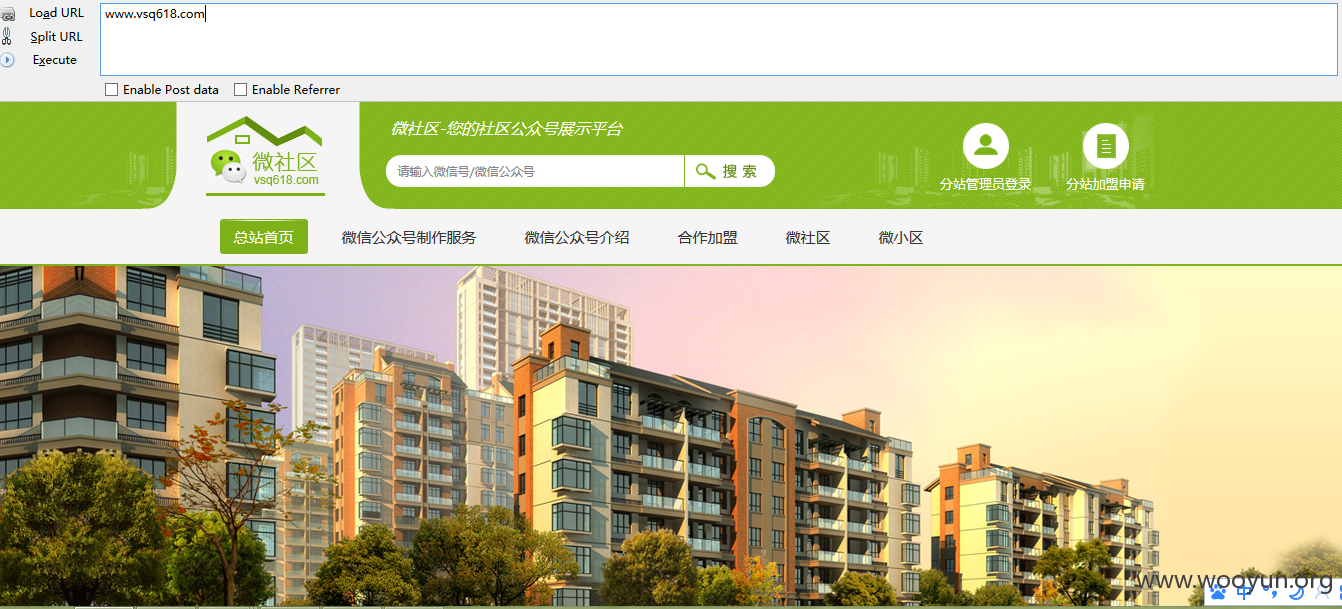 Load URL
www.vsq618.com
Split URL
Execute
Enable Post data
Enable Referrer
微社区-您的社区公众号展示平台
微社区
vsq618.com
请输入微信号/微信公众号
搜 索
分站管理员登录
分站加盟申请
总站首页 微信公众号制作服务 微信公众号介绍 合作加盟 微社区 微小区
www.wooyun.org
中